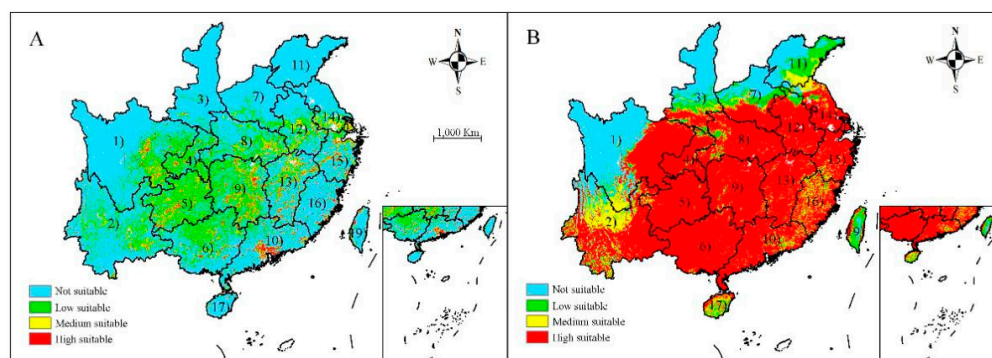 A
N
W E
S
11)
3)
7)
14)
12)
1)
8)
4)
15)
13)
9)
5)
16)
2)
6)
10)
19)
17)
1,000 Km
Not suitable
Low suitable
Medium suitable
High suitable
B
N
W E
S
11)
3)
7)
14)
12)
1)
8)
15)
13)
9)
5)
16)
2)
6)
10)
17)
Not suitable
Low suitable
Medium suitable
High suitable